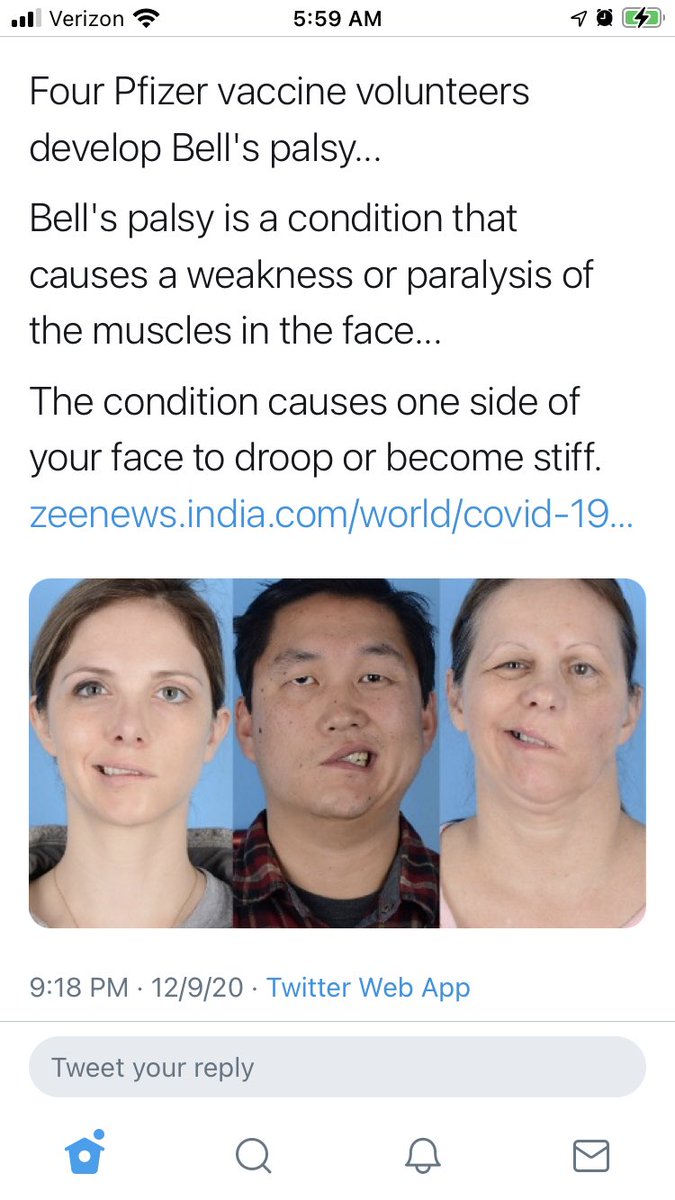 Verizon 5:59 AM
Four Pfizer vaccine volunteers
develop Bell's palsy...
Bell's palsy is a condition that
causes a weakness or paralysis of
the muscles in the face...
The condition causes one side of
your face to droop or become stiff.
zeenews.india.com/world/covid-19...
9:18 PM · 12/9/20 · Twitter Web App
Tweet your reply